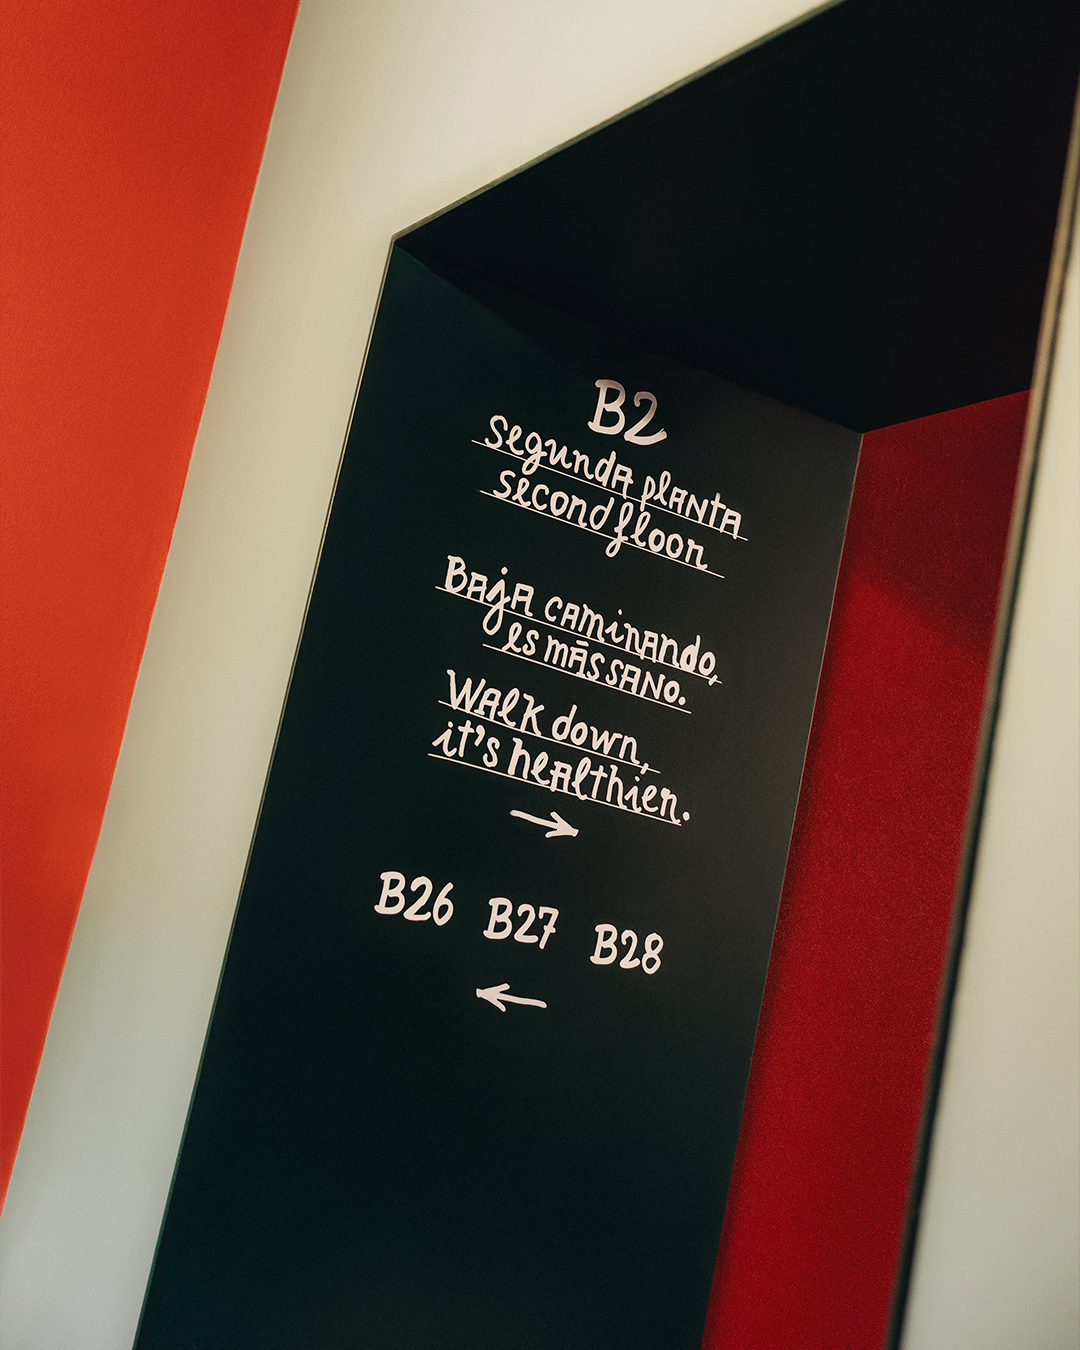 B2
segunda planta
second floor
Baja caminando,
es más sano.
Walk down,
it's healthier.
→
B26 B27 B28
←